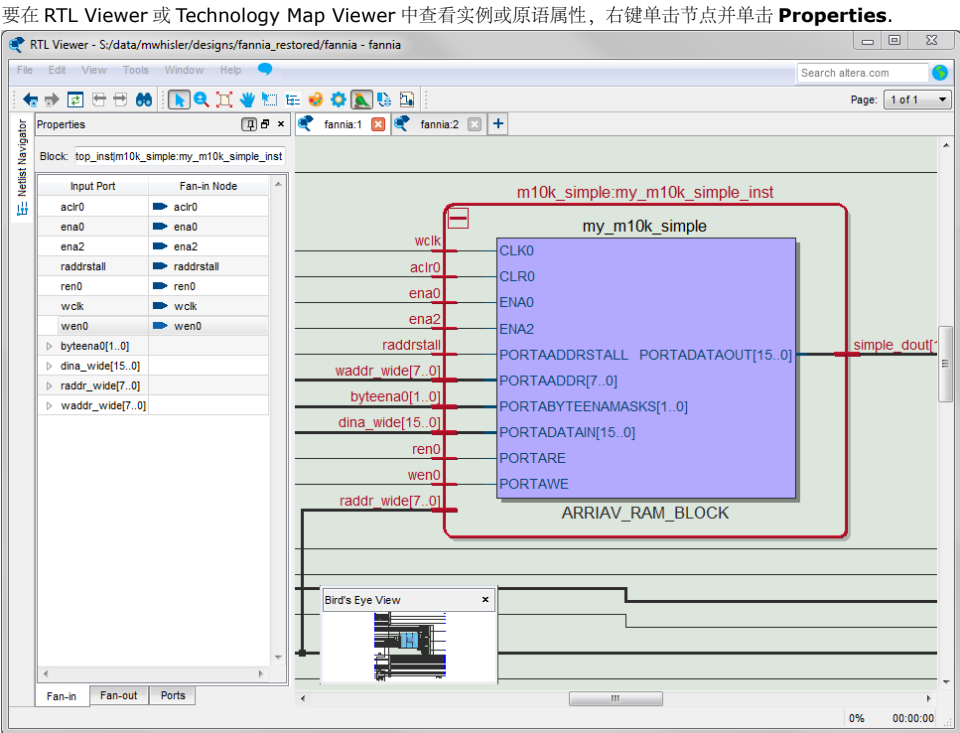 要在 RTL Viewer 或 Technology Map Viewer 中查看实例或原语属性，右键单击节点并单击 Properties.
RTL Viewer - S:/data/mwhisler/designs/fannia_restored/fannia - fannia
File Edit View Tools Window Help
Search altera.com
Page: 1 of 1
Netlist Navigator
Properties
fannia:1
fannia:2
Block: top_inst|m10k_simple:my_m10k_simple_inst
Input Port Fan-in Node
aclr0 aclr0
ena0 ena0
ena2 ena2
raddrstall raddrstall
ren0 ren0
wclk wclk
wen0 wen0
byteena0[1..0]
dina_wide[15..0]
raddr_wide[7..0]
waddr_wide[7..0]
m10k_simple:my_m10k_simple_inst
my_m10k_simple
wclk CLK0
aclr0 CLR0
ena0 ENA0
ena2 ENA2
raddrstall PORTAADDRSTALL PORTADATAOUT[15..0] simple_dout[
waddr_wide[7..0] PORTAADDR[7..0]
byteena0[1..0] PORTABYTEENAMASKS[1..0]
dina_wide[15..0] PORTADATAIN[15..0]
ren0 PORTARE
wen0 PORTAWE
raddr_wide[7..0]
ARRIAV_RAM_BLOCK
Bird's Eye View
Fan-in Fan-out Ports
0% 00:00:00